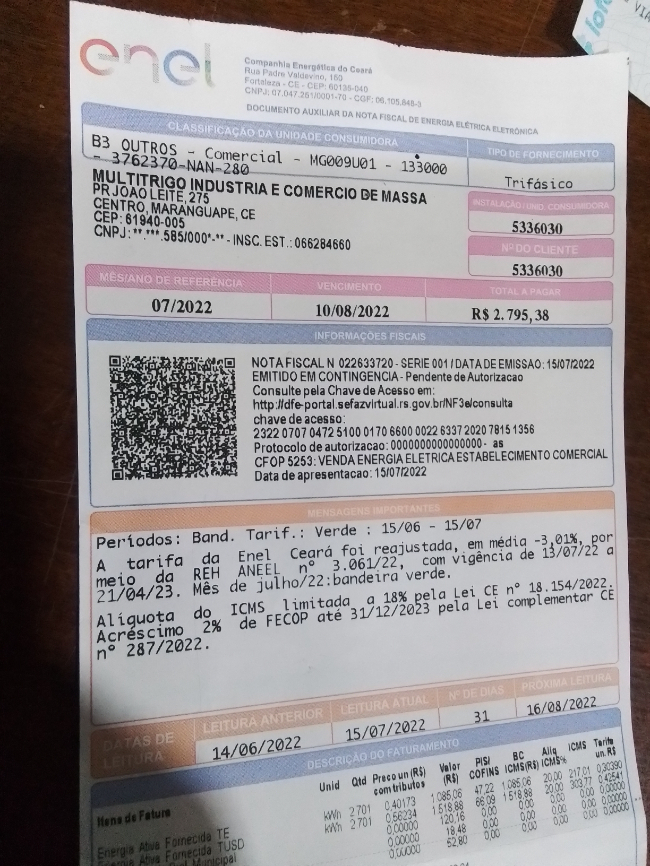 enel
Companhia Energética do Ceará
Rua Padre Valdevino, 150
Fortaleza - CE - CEP: 60135-040
CNPJ: 07.047.251/0001-70 - CGF: 06.105.848-3
DOCUMENTO AUXILIAR DA NOTA FISCAL DE ENERGIA ELÉTRICA ELETRÔNICA
CLASSIFICAÇÃO DA UNIDADE CONSUMIDORA
TIPO DE FORNECIMENTO
B3 OUTROS - Comercial - MG009U01 - 133000
- 3762370-NAN-280
Trifásico
MULTITRIGO INDUSTRIA E COMERCIO DE MASSA
PR JOAO LEITE, 275
CENTRO, MARANGUAPE, CE
CEP: 61940-005
CNPJ: **.***.585/000*-** - INSC. EST.: 066284660
INSTALAÇÃO / UNID. CONSUMIDORA
5336030
Nº DO CLIENTE
5336030
MÊS/ANO DE REFERÊNCIA
VENCIMENTO
TOTAL A PAGAR
07/2022
10/08/2022
R$ 2.795,38
INFORMAÇÕES FISCAIS
NOTA FISCAL N 022633720 - SERIE 001 / DATA DE EMISSÃO: 15/07/2022
EMITIDO EM CONTINGENCIA - Pendente de Autorizacao
Consulte pela Chave de Acesso em:
http://dfe-portal.sefazvirtual.rs.gov.br/NF3e/consulta
chave de acesso:
2322 0707 0472 5100 0170 6600 0022 6337 2020 7815 1356
Protocolo de autorizacao: 0000000000000000 - as
CFOP 5253: VENDA ENERGIA ELETRICA ESTABELECIMENTO COMERCIAL
Data de apresentacao: 15/07/2022
MENSAGENS IMPORTANTES
Períodos: Band. Tarif.: Verde : 15/06 - 15/07
A tarifa da Enel Ceará foi reajustada, em média -3,01%, por
meio da REH ANEEL nº 3.061/22, com vigência de 13/07/22 a
21/04/23. Mês de julho/22:bandeira verde.
Alíquota do ICMS limitada a 18% pela Lei CE nº 18.154/2022.
Acréscimo 2% de FECOP até 31/12/2023 pela Lei complementar CE
nº 287/2022.
DATAS DE LEITURA
LEITURA ANTERIOR
LEITURA ATUAL
Nº DE DIAS
PRÓXIMA LEITURA
14/06/2022
15/07/2022
31
16/08/2022
DESCRIÇÃO DO FATURAMENTO
Itens de Fatura
Unid
Qtd
Preco un (R$) com tributos
Valor (R$)
PIS/ COFINS
BC ICMS(R$)
Aliq ICMS%
ICMS
Tarifa un. R$
Energia Ativa Fornecida TE kWh 2 701 0,40173 1 085,06 47,22 1 085,06 20,00 217,01 0,30390
Energia Ativa Fornecida TUSD kWh 2 701 0,56234 1 518,88 66,09 1 518,88 20,00 303,77 0,42541
Municipal 0,00000 120,16 0,00 0,00 0,00 0,00 0,00000
0,00000 18,48 0,00 0,00 0,00 0,00 0,00000
0,00000 52,80 0,00 0,00 0,00 0,00 0,00000